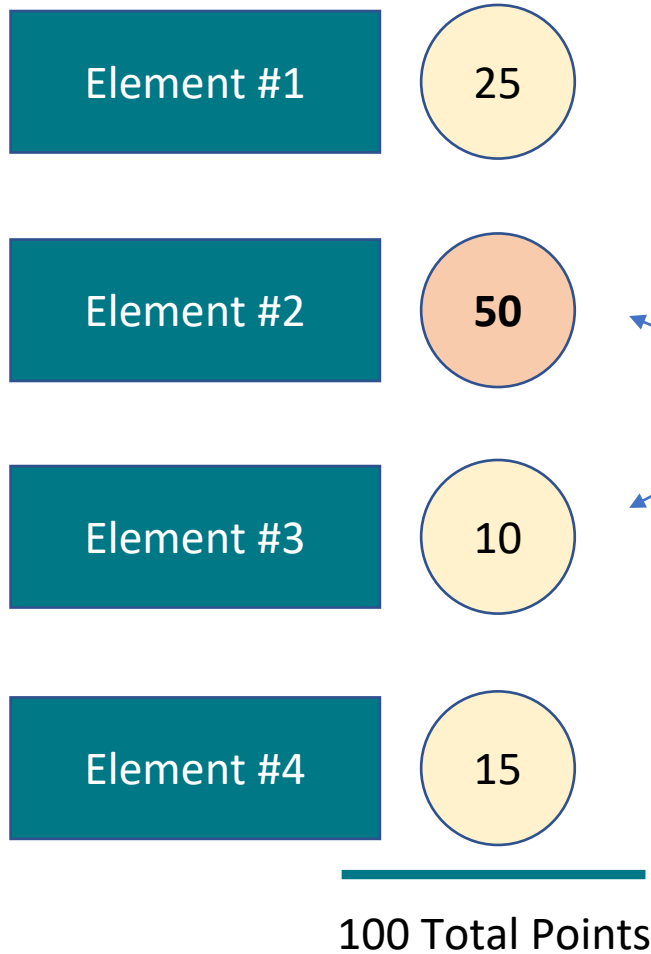 Element #1
25
Element #2
50
Element #3
10
Element #4
15
100 Total Points